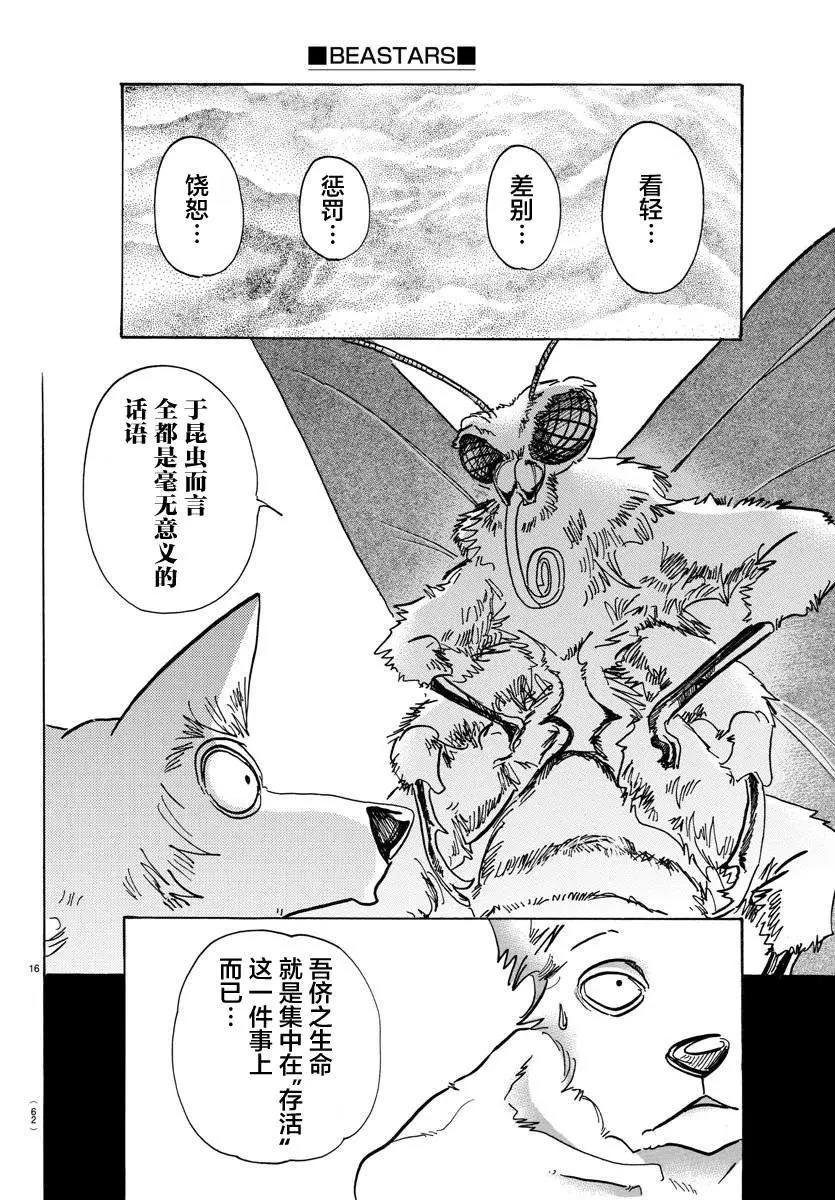 ■BEASTARS■
看轻…
差别…
惩罚…
饶恕…
于昆虫而言
全都是毫无意义的
话语
吾侪之生命
就是集中在"存活"
这一件事上
而已…
16
（62）